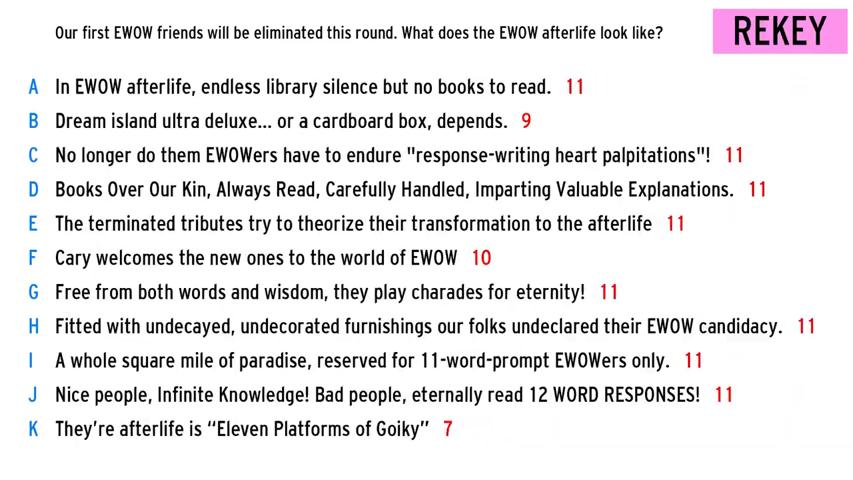 Our first EWOW friends will be eliminated this round. What does the EWOW afterlife look like?
REKEY
A In EWOW afterlife, endless library silence but no books to read. 11
B Dream island ultra deluxe... or a cardboard box, depends. 9
C No longer do them EWOWers have to endure "response-writing heart palpitations"! 11
D Books Over Our Kin, Always Read, Carefully Handled, Imparting Valuable Explanations. 11
E The terminated tributes try to theorize their transformation to the afterlife 11
F Cary welcomes the new ones to the world of EWOW 10
G Free from both words and wisdom, they play charades for eternity! 11
H Fitted with undecayed, undecorated furnishings our folks undeclared their EWOW candidacy. 11
I A whole square mile of paradise, reserved for 11-word-prompt EWOWers only. 11
J Nice people, Infinite Knowledge! Bad people, eternally read 12 WORD RESPONSES! 11
K They’re afterlife is “Eleven Platforms of Goiky” 7